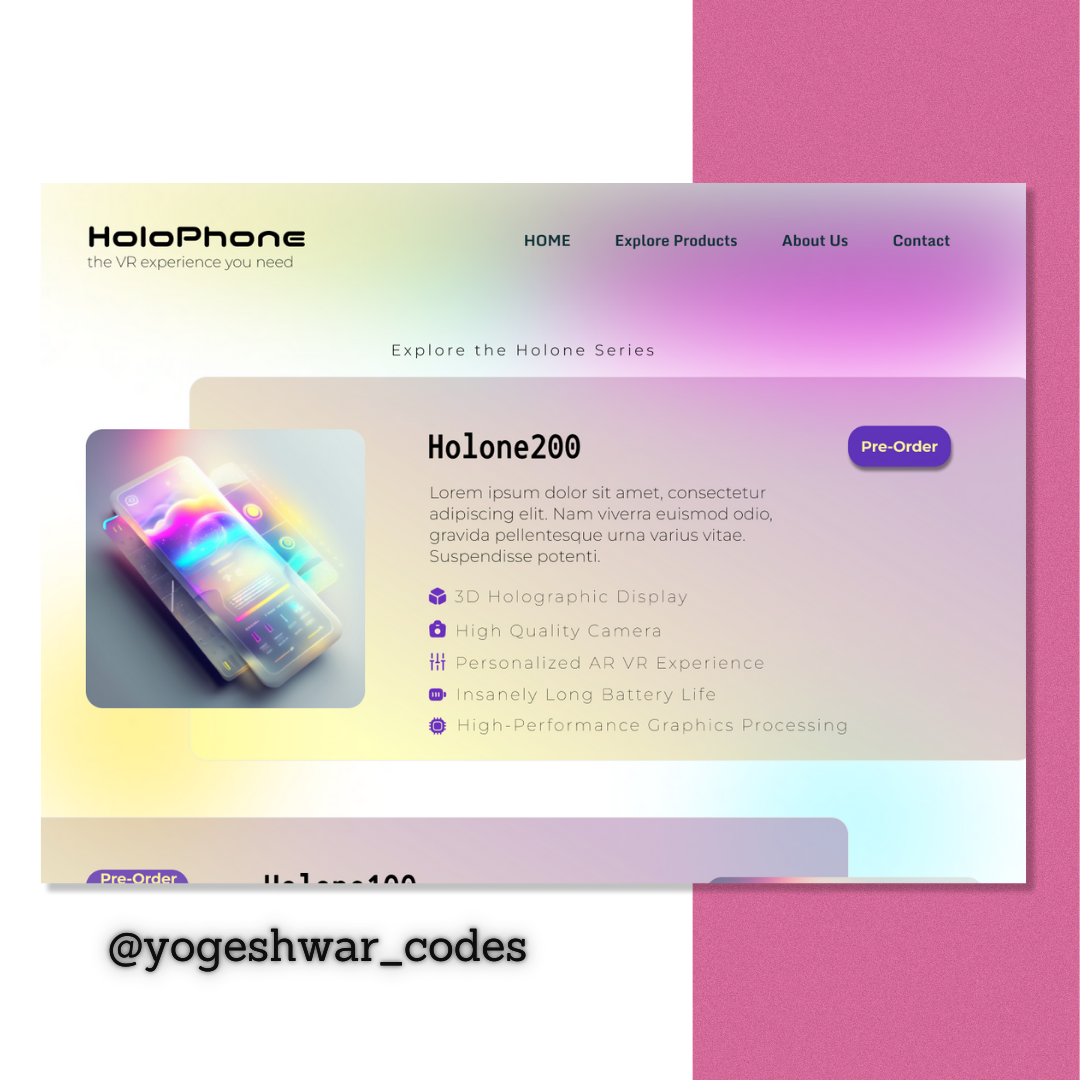 HoloPhone
the VR experience you need
HOME Explore Products About Us Contact
Explore the Holone Series
Holone200
Pre-Order
Lorem ipsum dolor sit amet, consectetur
adipiscing elit. Nam viverra euismod odio,
gravida pellentesque urna varius vitae.
Suspendisse potenti.
3D Holographic Display
High Quality Camera
Personalized AR VR Experience
Insanely Long Battery Life
High-Performance Graphics Processing
Pre-Order
Holone100
@yogeshwar_codes